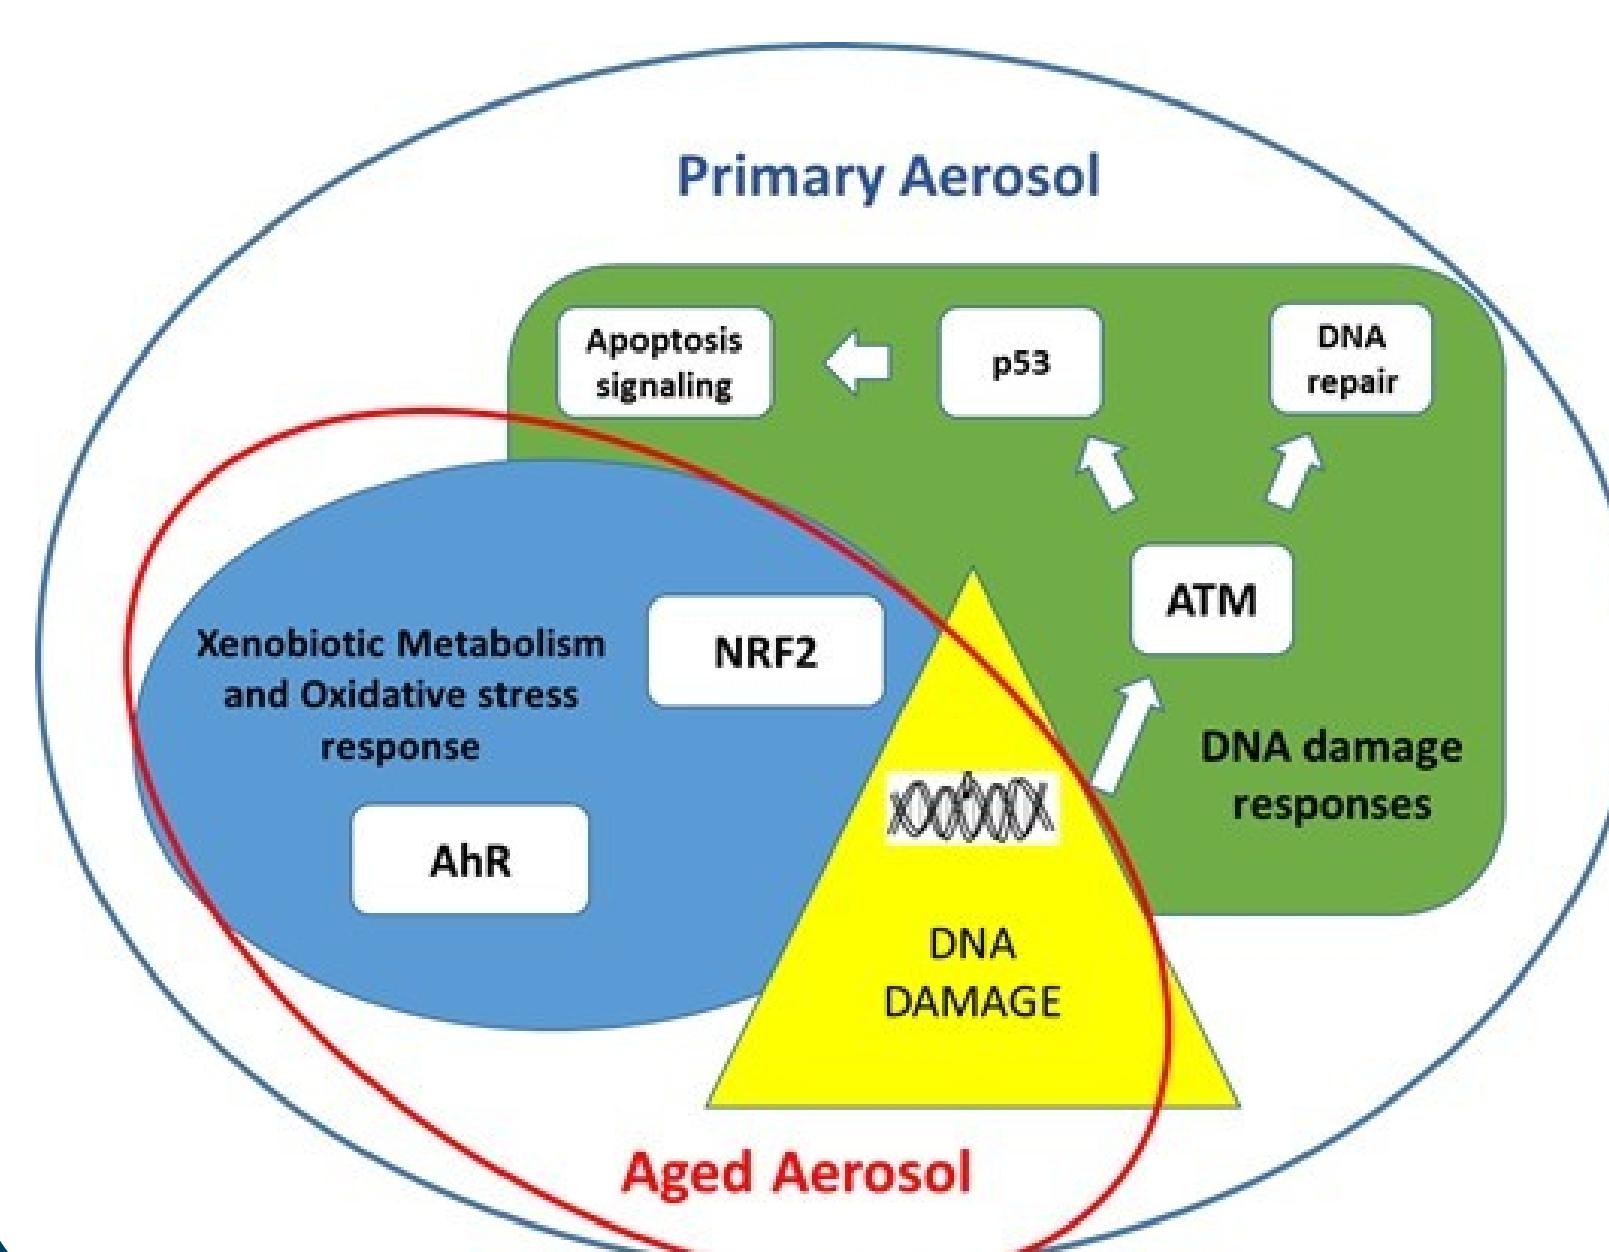 Primary Aerosol
Apoptosis
signaling
p53
DNA
repair
ATM
NRF2
Xenobiotic Metabolism
and Oxidative stress
response
DNA damage
responses
AhR
DNA
DAMAGE
Aged Aerosol